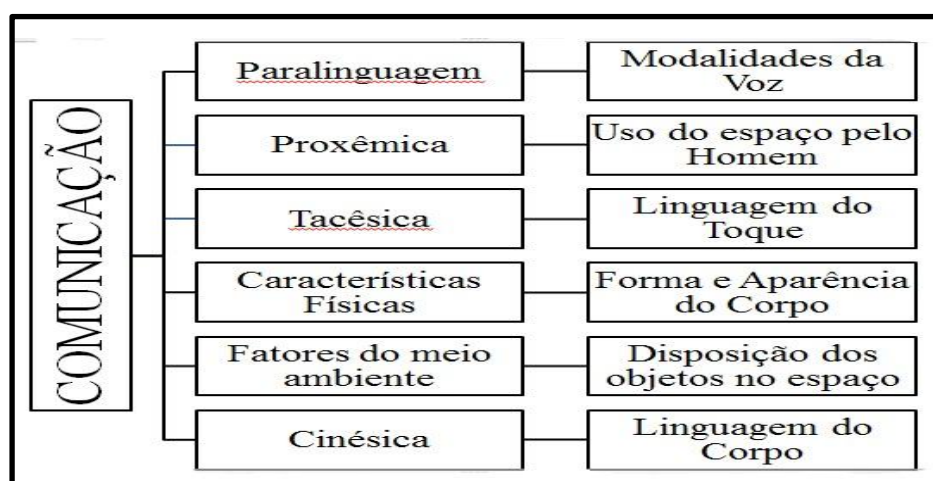 COMUNICAÇÃO
Paralinguagem
Modalidades da
Voz
Proxêmica
Uso do espaço pelo
Homem
Tacêsica
Linguagem do
Toque
Características
Físicas
Forma e Aparência
do Corpo
Fatores do meio
ambiente
Disposição dos
objetos no espaço
Cinésica
Linguagem do
Corpo